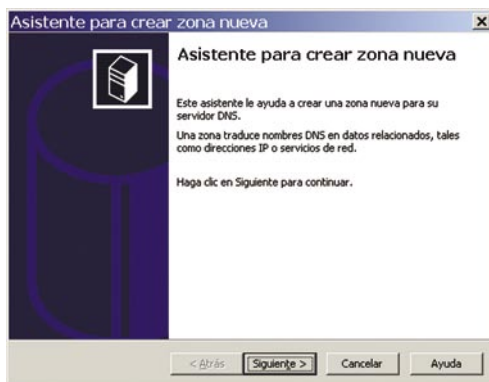 Asistente para crear zona nueva
Asistente para crear zona nueva
Este asistente le ayuda a crear una zona nueva para su
servidor DNS.
Una zona traduce nombres DNS en datos relacionados, tales
como direcciones IP o servicios de red.
Haga clic en Siguiente para continuar.
< Atrás Siguiente > Cancelar Ayuda